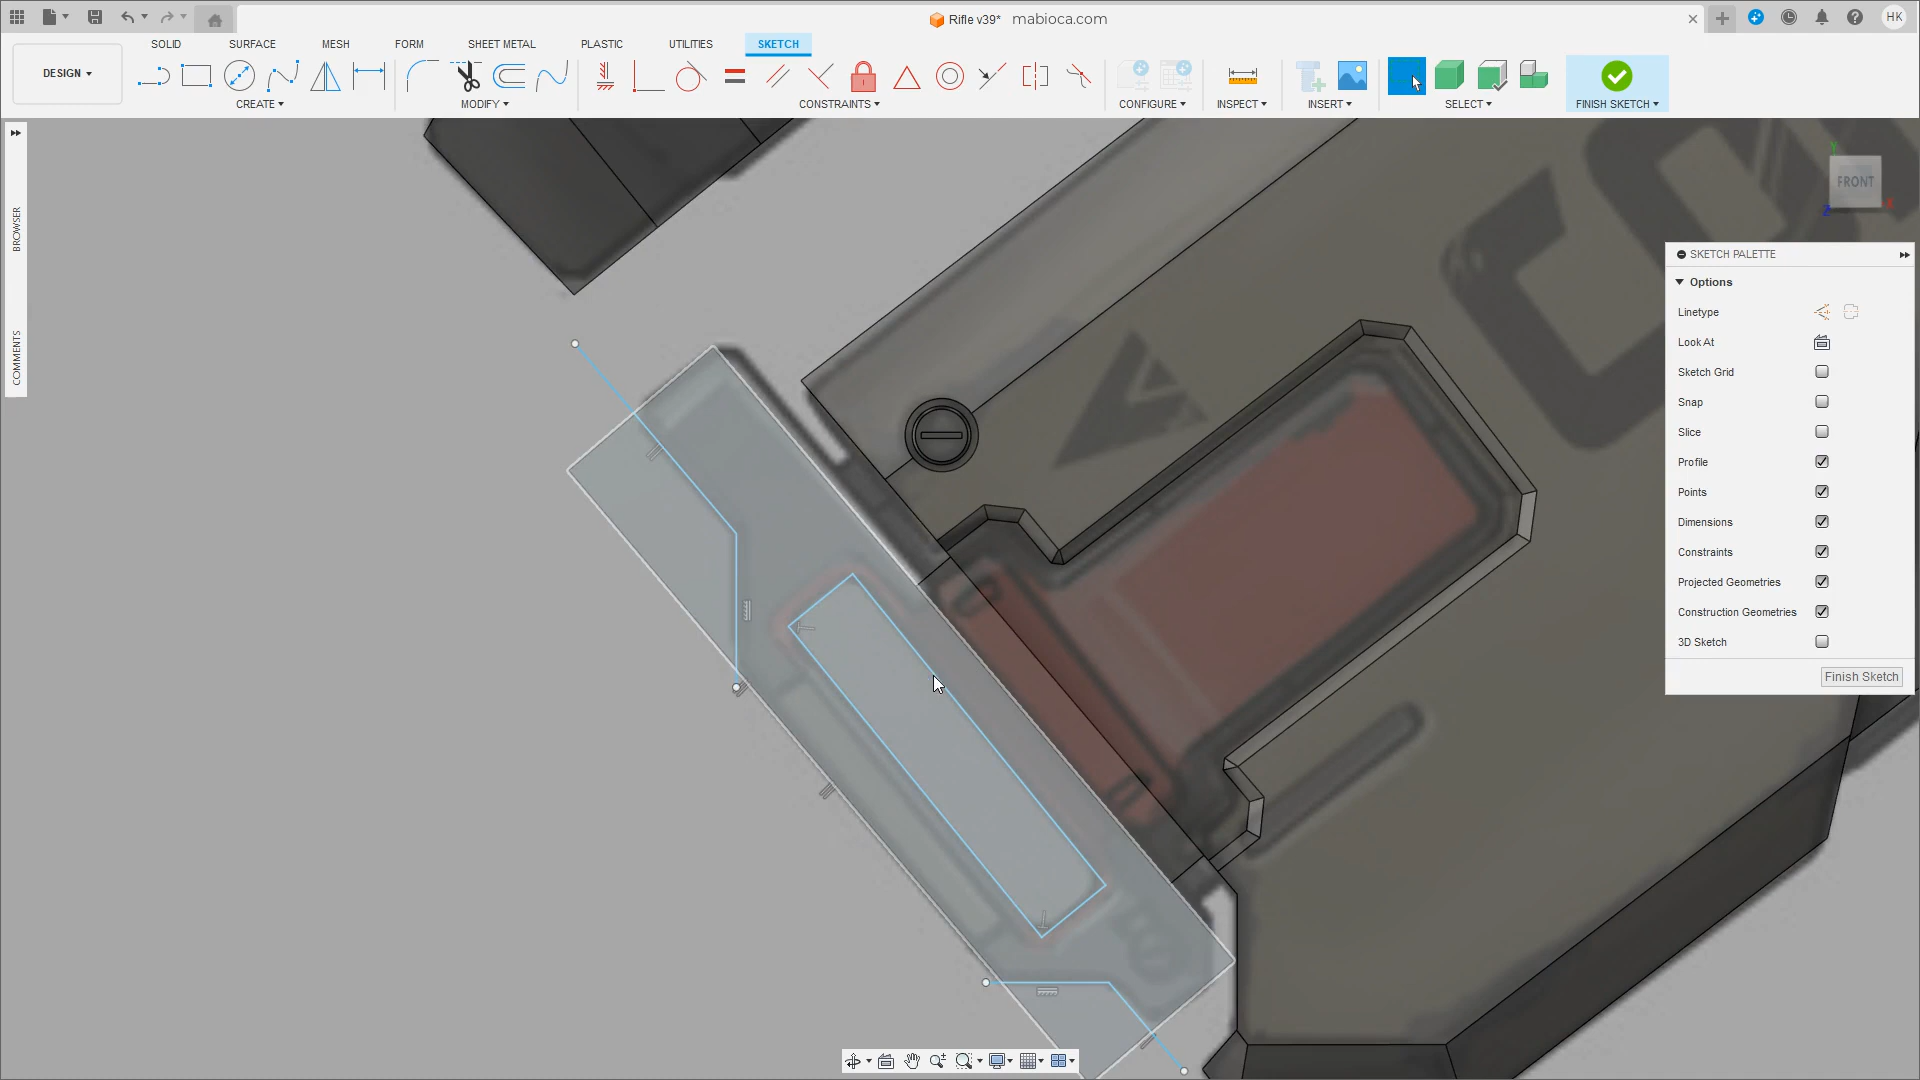 Rifle v39* mabioca.com
HK
DESIGN
SOLID SURFACE MESH FORM SHEET METAL PLASTIC UTILITIES SKETCH
CREATE MODIFY CONSTRAINTS CONFIGURE INSPECT INSERT SELECT FINISH SKETCH
BROWSER
COMMENTS
Y
FRONT
Z X
SKETCH PALETTE
Options
Linetype
Look At
Sketch Grid
Snap
Slice
Profile
Points
Dimensions
Constraints
Projected Geometries
Construction Geometries
3D Sketch
Finish Sketch